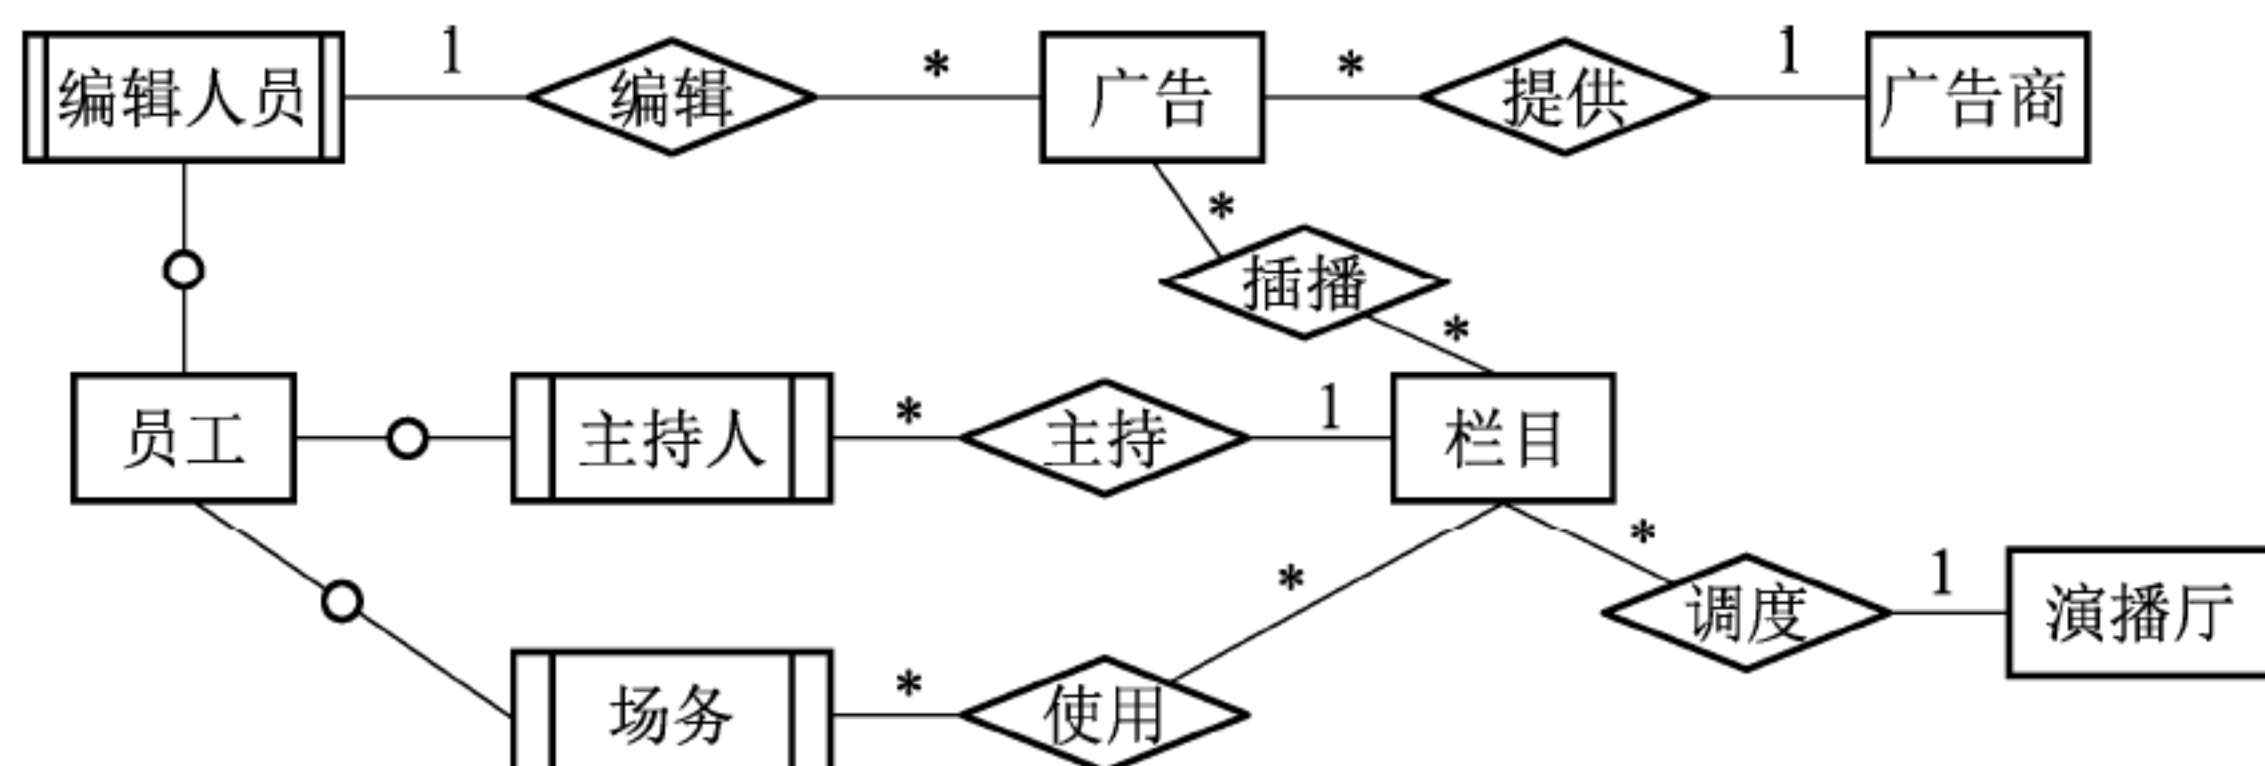 编辑人员 1 编辑 * 广告 * 提供 1 广告商
*
插播
*
员工 主持人 * 主持 1 栏目
* *
调度 1 演播厅
场务 * 使用